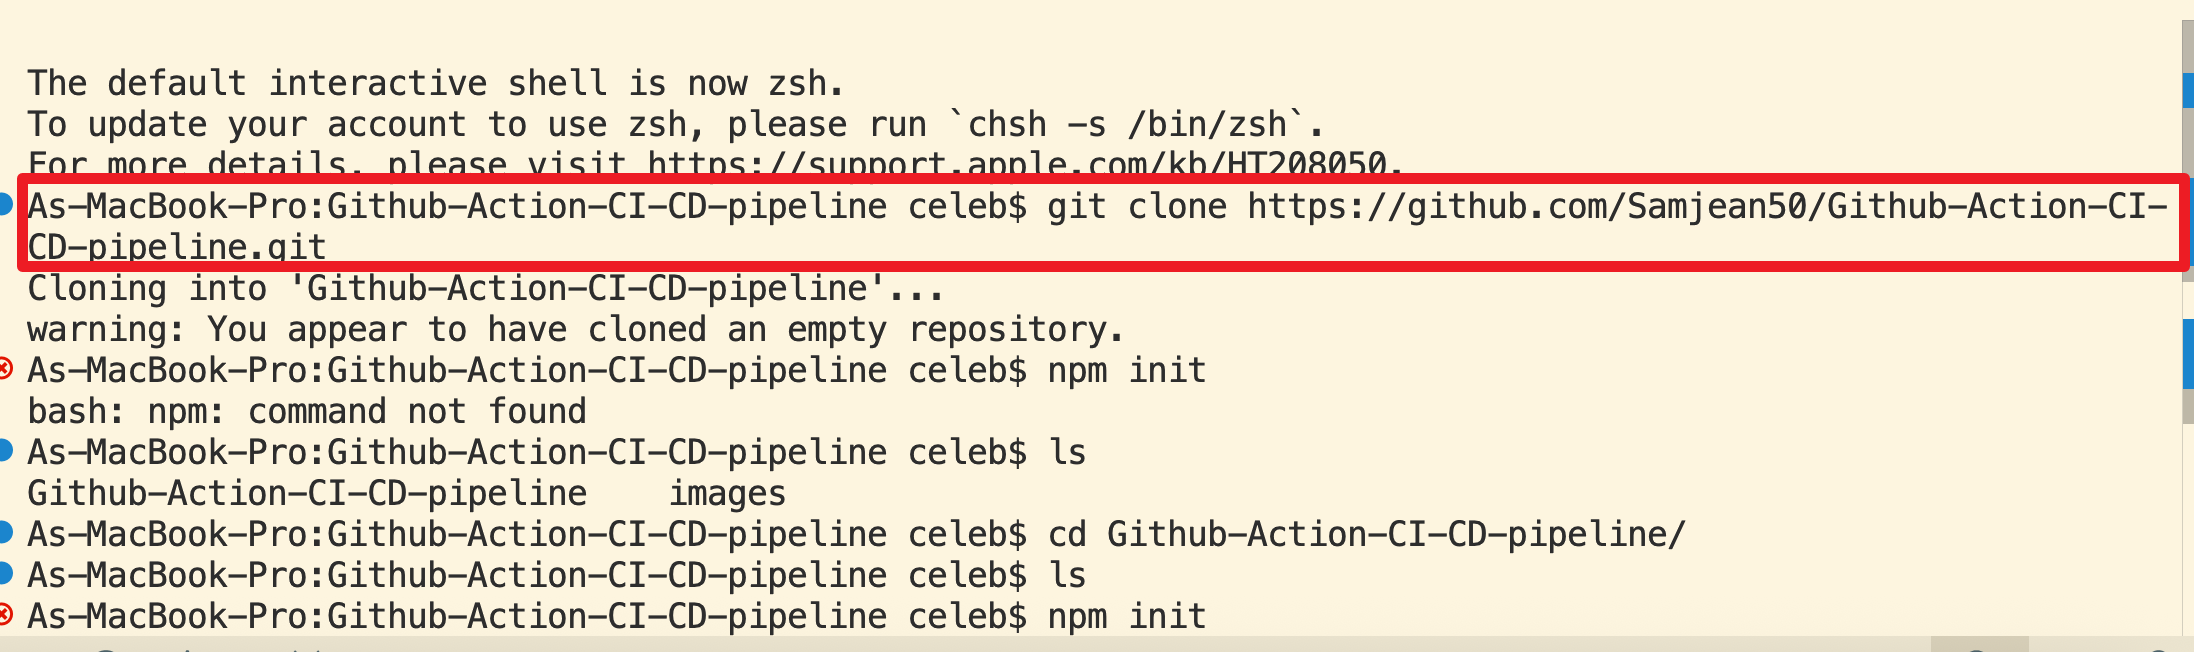 The default interactive shell is now zsh.
To update your account to use zsh, please run `chsh -s /bin/zsh`.
For more details, please visit https://support.apple.com/kb/HT208050.
As-MacBook-Pro:Github-Action-CI-CD-pipeline celeb$ git clone https://github.com/Samjean50/Github-Action-CI-
CD-pipeline.git
Cloning into 'Github-Action-CI-CD-pipeline'...
warning: You appear to have cloned an empty repository.
As-MacBook-Pro:Github-Action-CI-CD-pipeline celeb$ npm init
bash: npm: command not found
As-MacBook-Pro:Github-Action-CI-CD-pipeline celeb$ ls
Github-Action-CI-CD-pipeline    images
As-MacBook-Pro:Github-Action-CI-CD-pipeline celeb$ cd Github-Action-CI-CD-pipeline/
As-MacBook-Pro:Github-Action-CI-CD-pipeline celeb$ ls
As-MacBook-Pro:Github-Action-CI-CD-pipeline celeb$ npm init